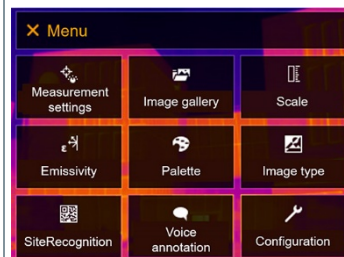 Menu
Measurement
settings
Image gallery
Scale
ε
Emissivity
Palette
Image type
SiteRecognition
Voice
annotation
Configuration